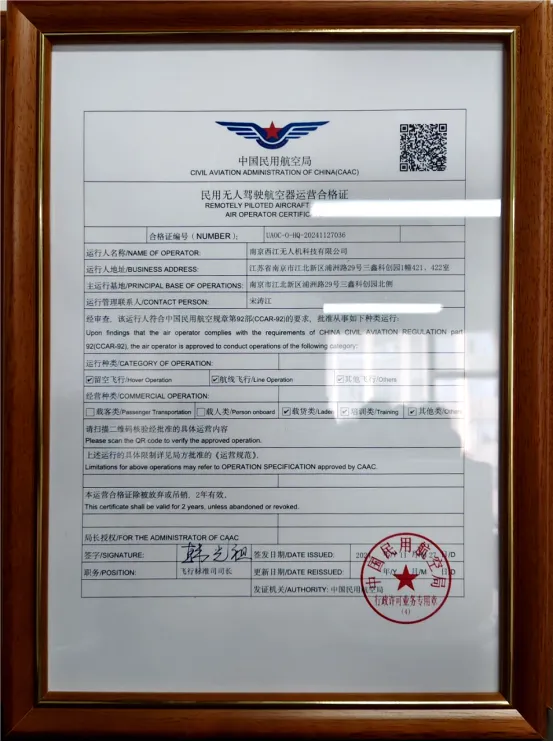 中国民用航空局
CIVIL AVIATION ADMINISTRATION OF CHINA(CAAC)
民用无人驾驶航空器运营合格证
REMOTELY PILOTED AIRCRAFT
AIR OPERATOR CERTIFIC
合格证编号 (NUMBER): UAOC-O-HQ-20241127036
运行人名称/NAME OF OPERATOR: 南京西江无人机科技有限公司
运行人地址/BUSINESS ADDRESS: 江苏省南京市江北新区浦洲路29号三鑫科创园1幢421、422室
主运行基地/PRINCIPAL BASE OF OPERATIONS: 南京市江北新区浦洲路29号三鑫科创园北侧
运行管理联系人/CONTACT PERSON: 宋涛江
经审查，该运行人符合中国民用航空规章第92部(CCAR-92)的要求，批准从事如下种类运行:
Upon findings that the air operator complies with the requirements of CHINA CIVIL AVIATION REGULATION part
92(CCAR-92), the air operator is approved to conduct operations of the following category:
运行种类/CATEGORY OF OPERATION:
☑留空飞行/Hover Operation ☑航线飞行/Line Operation ☑其他飞行/Others
经营种类/COMMERCIAL OPERATION:
☐载客类/Passenger Transportation ☐载人类/Person onboard ☑载货类/Laden ☑培训类/Training ☑其他类/Others
请扫描二维码核验经批准的具体运营内容
Please scan the QR code to verify the approved operation.
上述运行的具体限制详见局方批准的《运营规范》.
Limitations for above operations may refer to OPERATION SPECIFICATION approved by CAAC.
本运营合格证除被放弃或吊销，2年有效。
This certificate shall be valid for 2 years, unless abandoned or revoked.
局长授权/FOR THE ADMINISTRATOR OF CAAC
签字/SIGNATURE: 韩光祖 签发日期/DATE ISSUED: 11 27 日/D
职务/POSITION: 飞行标准司司长 更新日期/DATE REISSUED: 年/Y 月/M 日/D
发证机关/AUTHORITY: 中国民用航空局
中国民用航空局
行政许可业务专用章
(4)